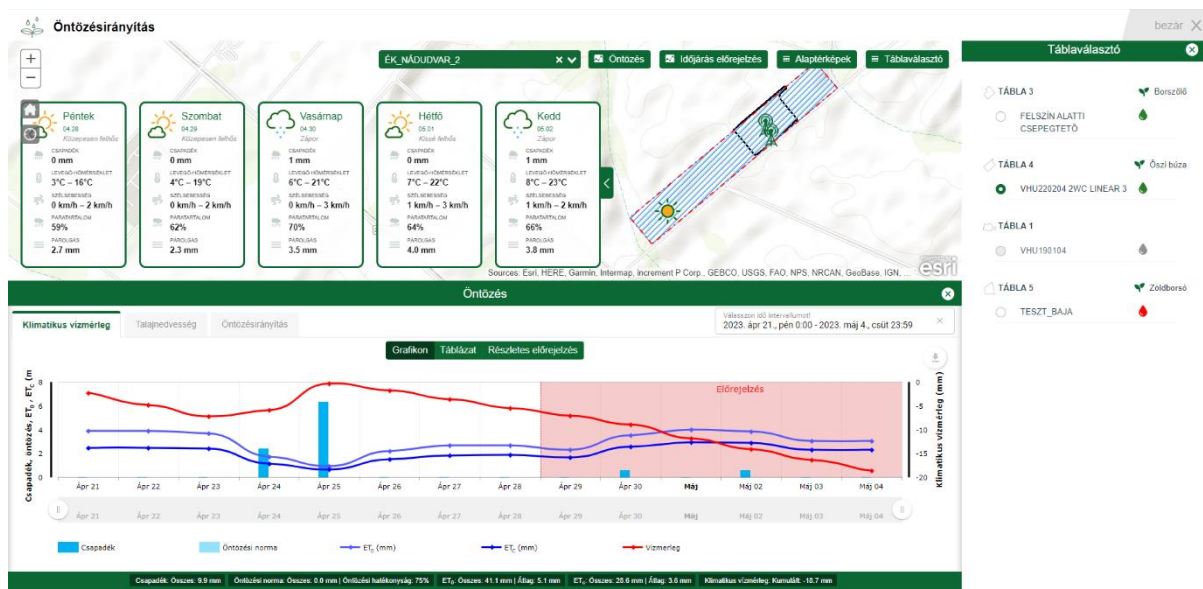 Öntözésirányítás
bezár
ÉK_NÁDUDVAR_2
Öntözés
Időjárás előrejelzés
Alaptérképek
Táblaválasztó
Péntek
04.28
Közepesen felhős
CSAPADÉK
0 mm
LEVEGŐ-HŐMÉRSÉKLET
3°C – 16°C
SZÉLSEBESSÉG
0 km/h – 2 km/h
PÁRATARTALOM
59%
PÁROLGÁS
2.7 mm
Szombat
04.29
Közepesen felhős
CSAPADÉK
0 mm
LEVEGŐ-HŐMÉRSÉKLET
4°C – 19°C
SZÉLSEBESSÉG
0 km/h – 2 km/h
PÁRATARTALOM
62%
PÁROLGÁS
2.3 mm
Vasárnap
04.30
Zápor
CSAPADÉK
1 mm
LEVEGŐ-HŐMÉRSÉKLET
6°C – 21°C
SZÉLSEBESSÉG
0 km/h – 3 km/h
PÁRATARTALOM
70%
PÁROLGÁS
3.5 mm
Hétfő
05.01
Kissé felhős
CSAPADÉK
0 mm
LEVEGŐ-HŐMÉRSÉKLET
7°C – 22°C
SZÉLSEBESSÉG
1 km/h – 3 km/h
PÁRATARTALOM
64%
PÁROLGÁS
4.0 mm
Kedd
05.02
Zápor
CSAPADÉK
1 mm
LEVEGŐ-HŐMÉRSÉKLET
8°C – 23°C
SZÉLSEBESSÉG
1 km/h – 2 km/h
PÁRATARTALOM
66%
PÁROLGÁS
3.8 mm
Sources: Esri, HERE, Garmin, Intermap, increment P Corp., GEBCO, USGS, FAO, NPS, NRCAN, GeoBase, IGN, ...
esri
Táblaválasztó
TÁBLA 3
Borszőlő
FELSZÍN ALATTI
CSEPEGTETŐ
TÁBLA 4
Őszi búza
VHU220204 2WC LINEAR 3
TÁBLA 1
VHU190104
TÁBLA 5
Zöldborsó
TESZT_BAJA
Öntözés
Klimatikus vízmérleg
Talajnedvesség
Öntözésirányítás
Válasszon idő intervallumot!
2023. ápr 21., pén 0:00 - 2023. máj 4., csüt 23:59
Grafikon
Táblázat
Részletes előrejelzés
Csapadék, öntözés, ET₀ , ET_C (m
8
6
4
2
0
Előrejelzés
0
-5
-10
-15
-20
Klimatikus vízmérleg (mm)
Ápr 21 Ápr 22 Ápr 23 Ápr 24 Ápr 25 Ápr 26 Ápr 27 Ápr 28 Ápr 29 Ápr 30 Máj Máj 02 Máj 03 Máj 04
Ápr 21 Ápr 22 Ápr 23 Ápr 24 Ápr 25 Ápr 26 Ápr 27 Ápr 28 Ápr 29 Ápr 30 Máj Máj 02 Máj 03 Máj 04
Csapadék Öntözési norma ET₀ (mm) ET_C (mm) Vízmérleg
Csapadék: Összes: 9.9 mm Öntözési norma: Összes: 0.0 mm | Öntözési hatékonyság: 75% ET₀: Összes: 41.1 mm | Átlag: 5.1 mm ET_c: Összes: 28.6 mm | Átlag: 3.6 mm Klimatikus vízmérleg: Kumulált: -18.7 mm